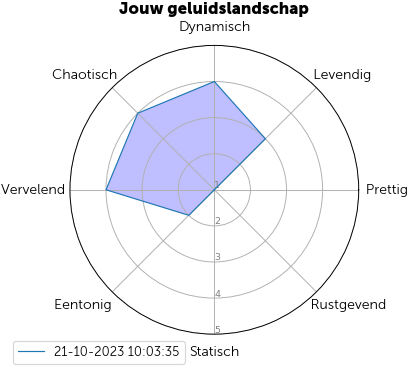 Jouw geluidslandschap
Dynamisch
Chaotisch
Levendig
Vervelend
1
Prettig
2
3
4
Eentonig
Rustgevend
5
21-10-2023 10:03:35
Statisch